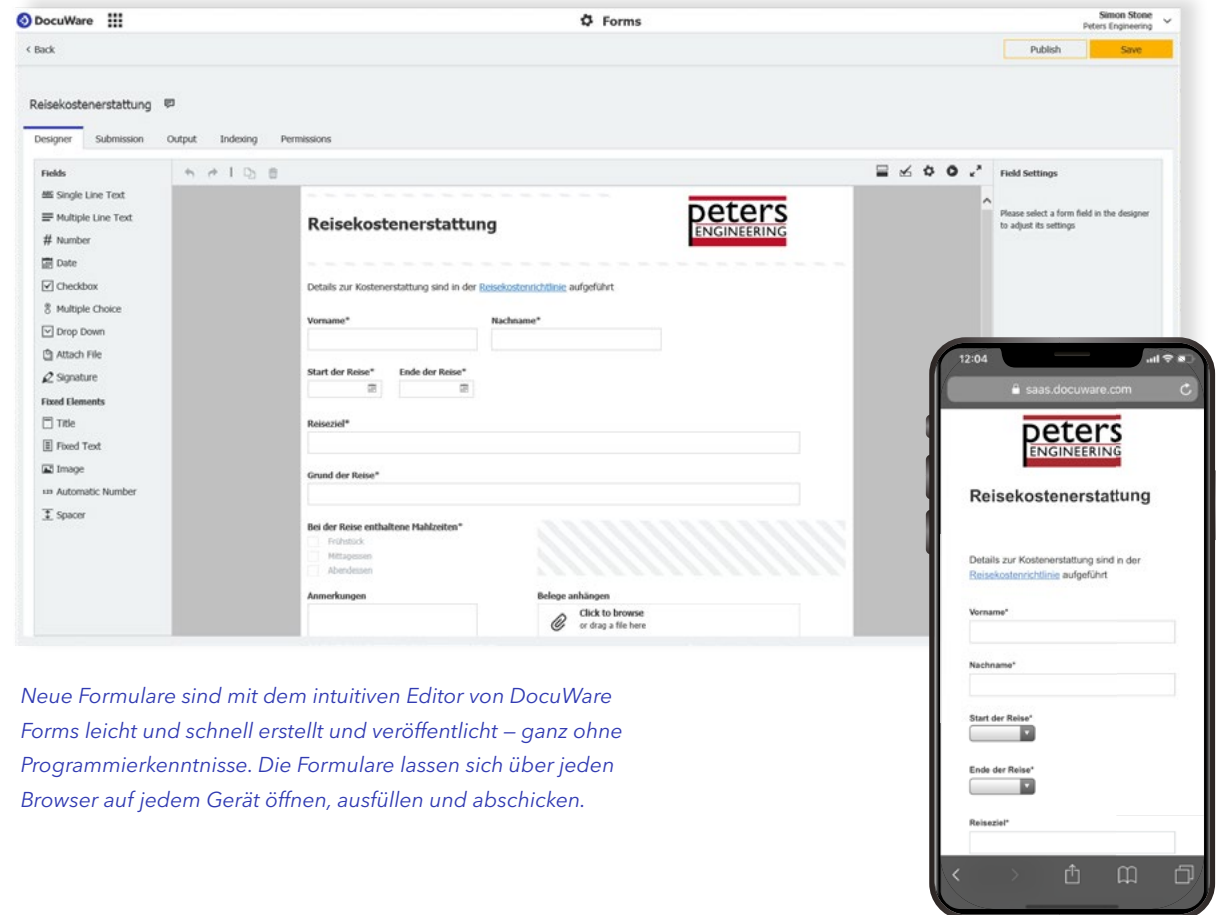 DocuWare
Forms
Simon Stone
Peters Engineering
< Back
Publish
Save
Reisekostenerstattung
Designer Submission Output Indexing Permissions
Fields
Single Line Text
Multiple Line Text
Number
Date
Checkbox
Multiple Choice
Drop Down
Attach File
Signature
Fixed Elements
Title
Fixed Text
Image
Automatic Number
Spacer
Reisekostenerstattung
peters
ENGINEERING
Details zur Kostenerstattung sind in der Reisekostenrichtlinie aufgeführt
Vorname* Nachname*
Start der Reise* Ende der Reise*
Reiseziel*
Grund der Reise*
Bei der Reise enthaltene Mahlzeiten*
Frühstück
Mittagessen
Abendessen
Anmerkungen
Belege anhängen
Click to browse
or drag a file here
Field Settings
Please select a form field in the designer
to adjust its settings
12:04
saas.docuware.com
peters
ENGINEERING
Reisekostenerstattung
Details zur Kostenerstattung sind in der
Reisekostenrichtlinie aufgeführt
Vorname*
Nachname*
Start der Reise*
Ende der Reise*
Reiseziel*
Neue Formulare sind mit dem intuitiven Editor von DocuWare
Forms leicht und schnell erstellt und veröffentlicht – ganz ohne
Programmierkenntnisse. Die Formulare lassen sich über jeden
Browser auf jedem Gerät öffnen, ausfüllen und abschicken.